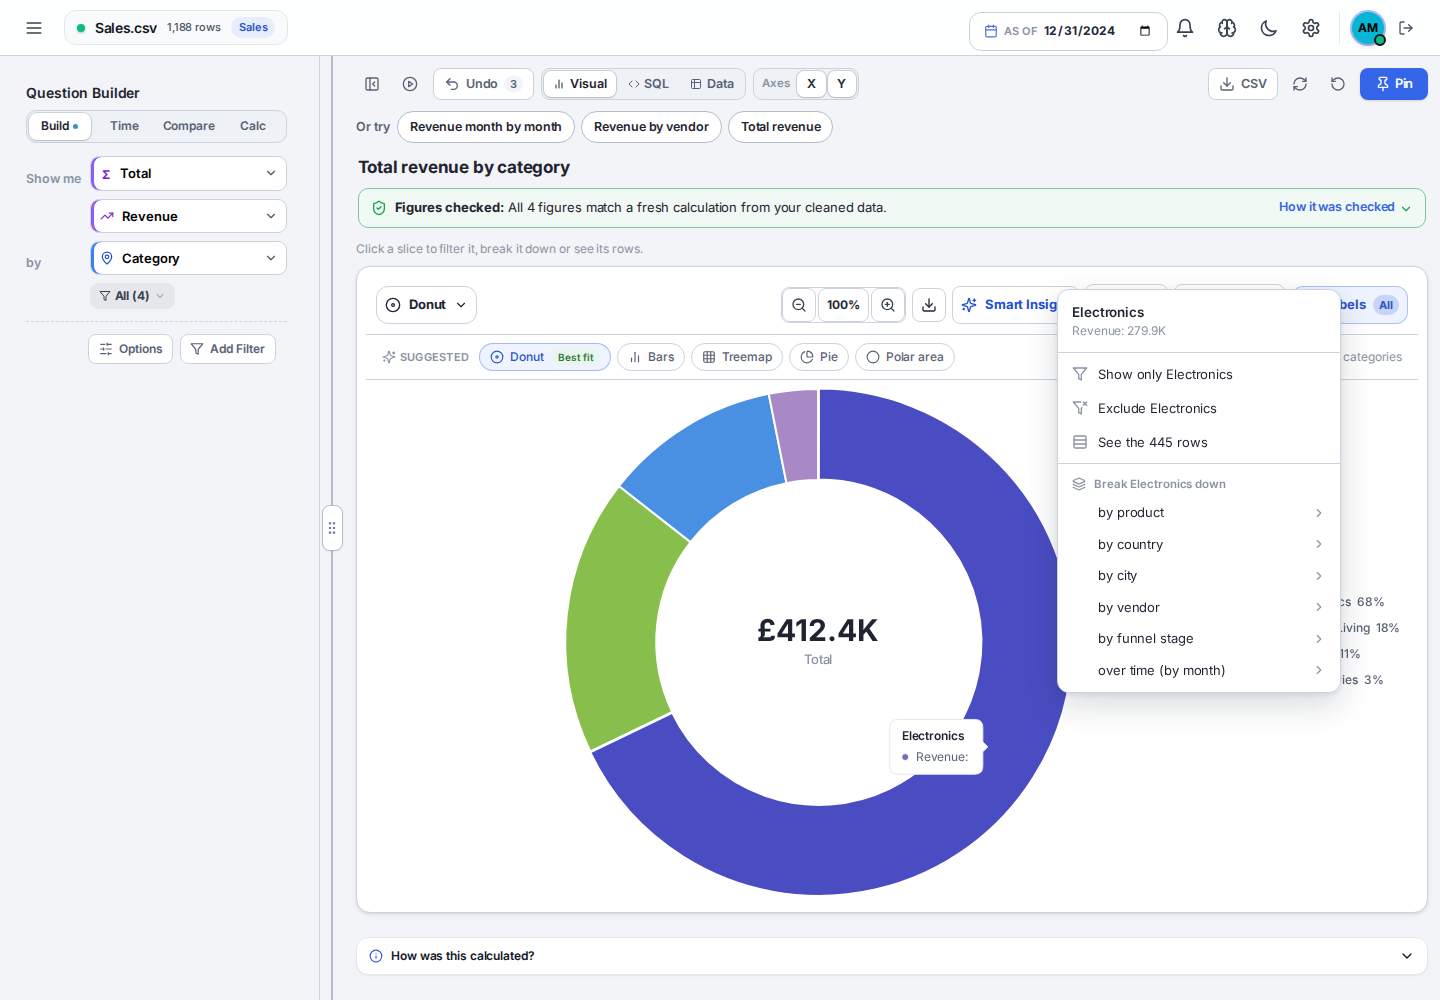 Sales.csv 1,188 rows Sales
AS OF 12/31/2024
AM
Question Builder
Build Time Compare Calc
Show me Total
Revenue
by Category
All (4)
Options Add Filter
Undo 3 Visual SQL Data Axes X Y
CSV Pin
Or try Revenue month by month Revenue by vendor Total revenue
Total revenue by category
Figures checked: All 4 figures match a fresh calculation from your cleaned data.
How it was checked
Click a slice to filter it, break it down or see its rows.
Donut
100%
Smart Insig
bels All
SUGGESTED Donut Best fit Bars Treemap Pie Polar area
categories
Electronics
Revenue: 279.9K
Show only Electronics
Exclude Electronics
See the 445 rows
Break Electronics down
by product
by country
by city
by vendor
by funnel stage
over time (by month)
cs 68%
Living 18%
11%
ies 3%
£412.4K
Total
Electronics
Revenue:
How was this calculated?